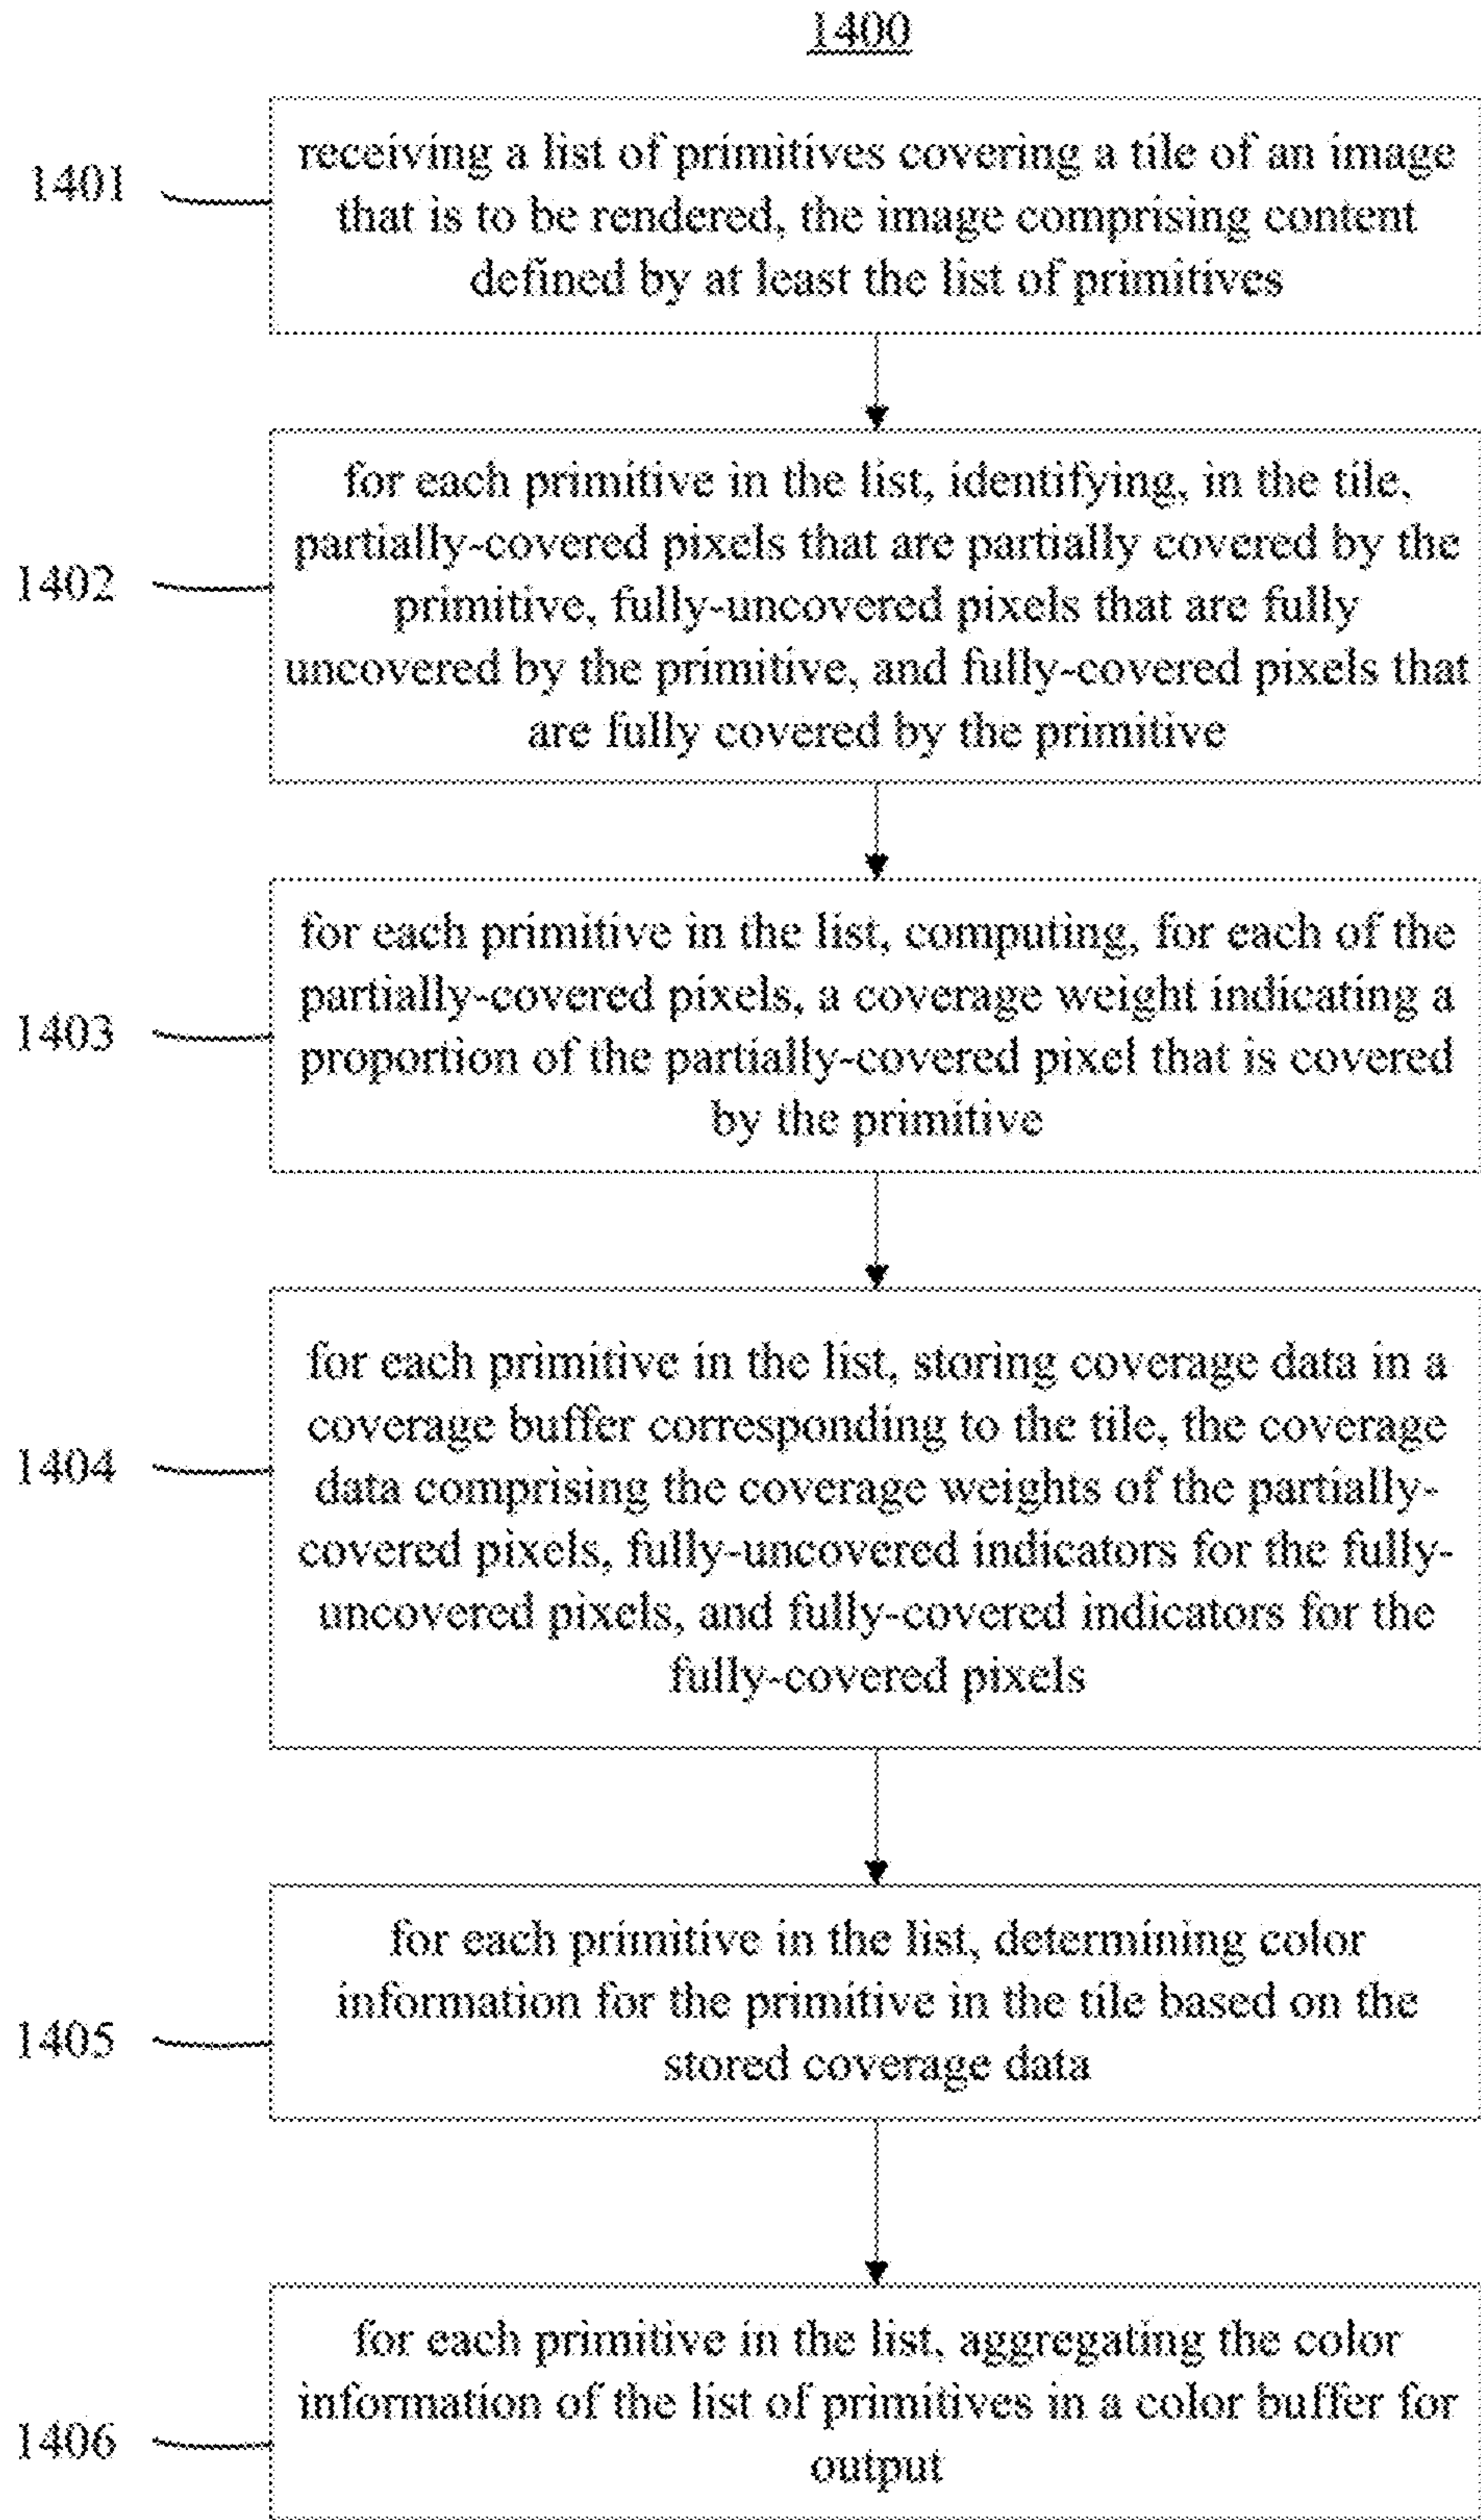 1400
1401
receiving a list of primitives covering a tile of an image
that is to be rendered, the image comprising content
defined by at least the list of primitives
1402
for each primitive in the list, identifying, in the tile,
partially-covered pixels that are partially covered by the
primitive, fully-uncovered pixels that are fully
uncovered by the primitive, and fully-covered pixels that
are fully covered by the primitive
1403
for each primitive in the list, computing, for each of the
partially-covered pixels, a coverage weight indicating a
proportion of the partially-covered pixel that is covered
by the primitive
1404
for each primitive in the list, storing coverage data in a
coverage buffer corresponding to the tile, the coverage
data comprising the coverage weights of the partially-
covered pixels, fully-uncovered indicators for the fully-
uncovered pixels, and fully-covered indicators for the
fully-covered pixels
1405
for each primitive in the list, determining color
information for the primitive in the tile based on the
stored coverage data
1406
for each primitive in the list, aggregating the color
information of the list of primitives in a color buffer for
output